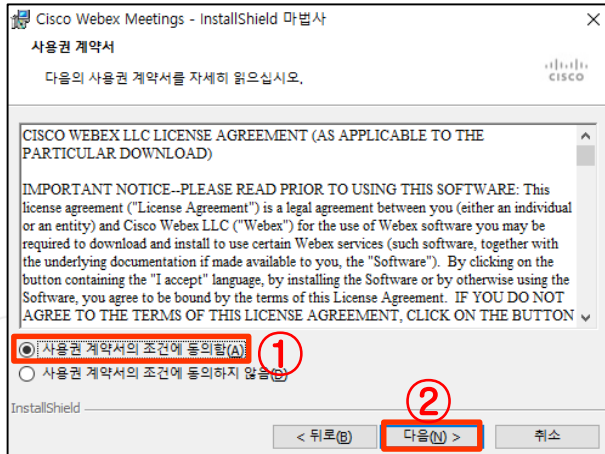 Cisco Webex Meetings - InstallShield 마법사
사용권 계약서
다음의 사용권 계약서를 자세히 읽으십시오.
CISCO
CISCO WEBEX LLC LICENSE AGREEMENT (AS APPLICABLE TO THE
PARTICULAR DOWNLOAD)
IMPORTANT NOTICE--PLEASE READ PRIOR TO USING THIS SOFTWARE: This
license agreement ("License Agreement") is a legal agreement between you (either an individual
or an entity) and Cisco Webex LLC ("Webex") for the use of Webex software you may be
required to download and install to use certain Webex services (such software, together with
the underlying documentation if made available to you, the "Software"). By clicking on the
button containing the "I accept" language, by installing the Software or by otherwise using the
Software, you agree to be bound by the terms of this License Agreement. IF YOU DO NOT
AGREE TO THE TERMS OF THIS LICENSE AGREEMENT, CLICK ON THE BUTTON
사용권 계약서의 조건에 동의함(A)
①
사용권 계약서의 조건에 동의하지 않음(D)
②
InstallShield
< 뒤로(B)
다음(N) >
취소